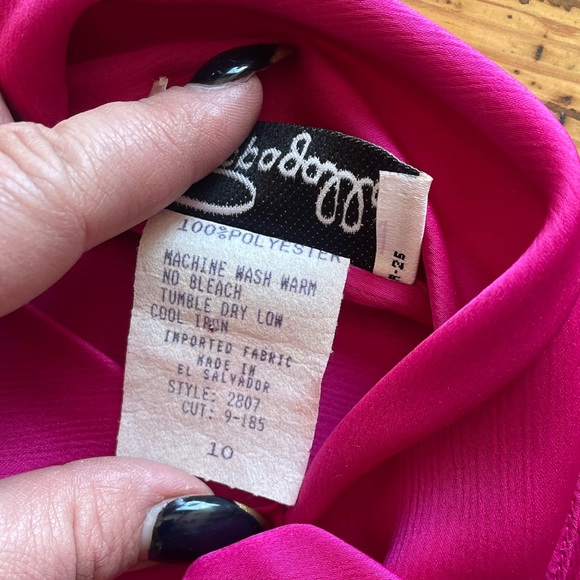 100% POLYESTER
MACHINE WASH WARM
NO BLEACH
TUMBLE DRY LOW
COOL IRON
IMPORTED FABRIC
MADE IN
EL SALVADOR
STYLE: 2807
CUT: 9-185
10